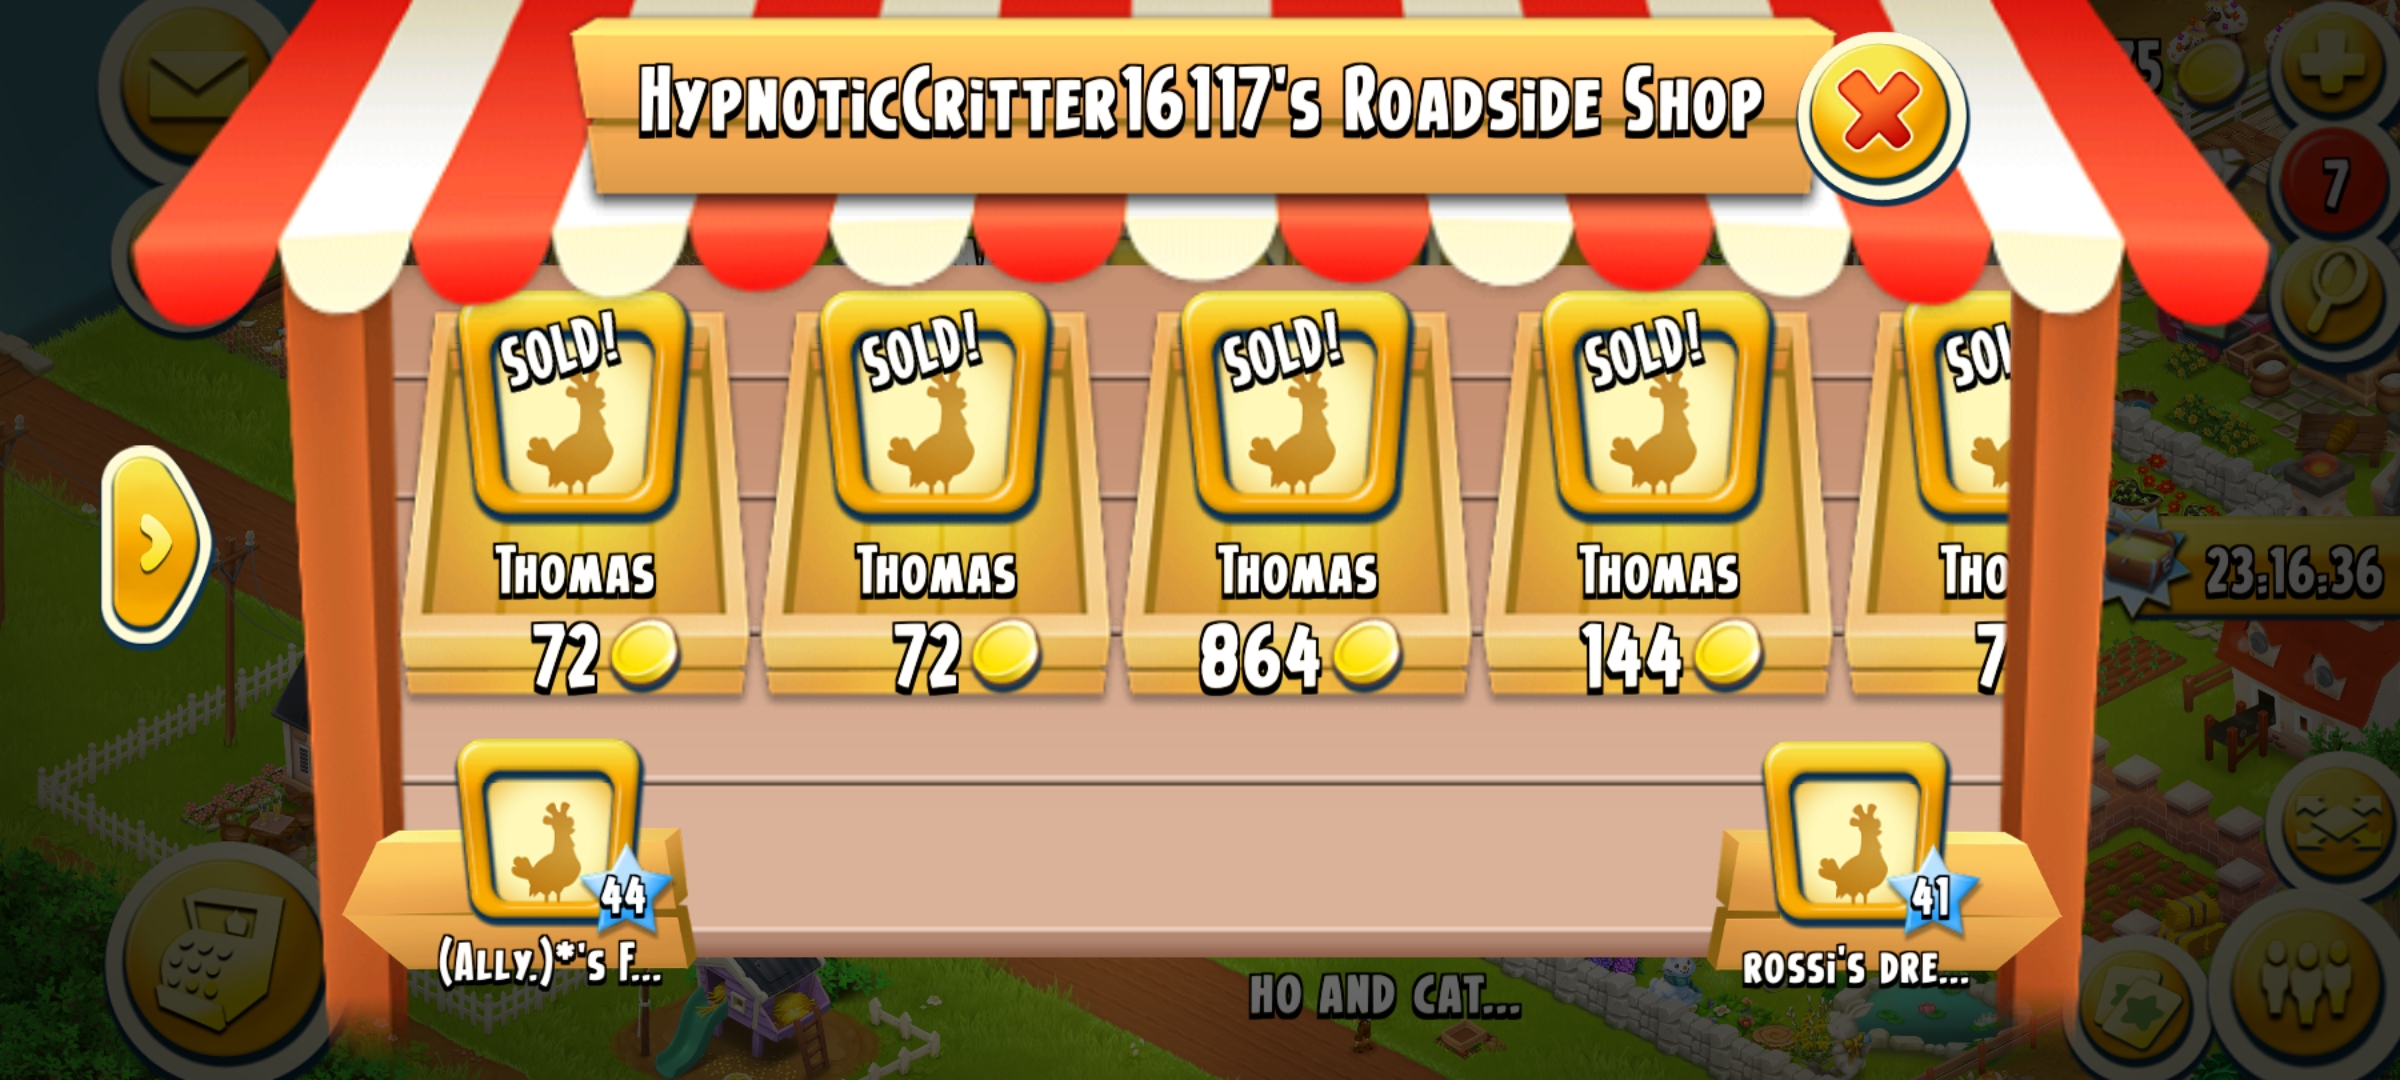 HypnoticCritter16117's Roadside Shop
7
SOLD!
SOLD!
SOLD!
SOLD!
Thomas
Thomas
Thomas
Thomas
23:16:36
72
72
864
144
44
41
(Ally.)*'s F...
ROSSi'S DRE...
HO AND CAT...